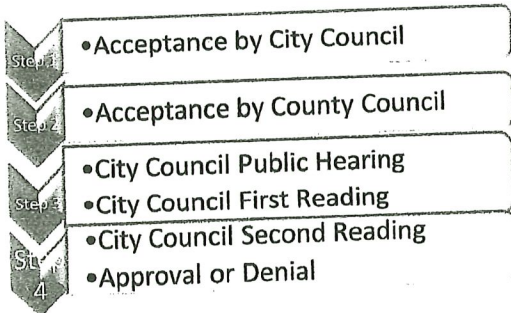 Step 1
•Acceptance by City Council
Step 2
•Acceptance by County Council
Step 3
•City Council Public Hearing
•City Council First Reading
Step
4
•City Council Second Reading
•Approval or Denial